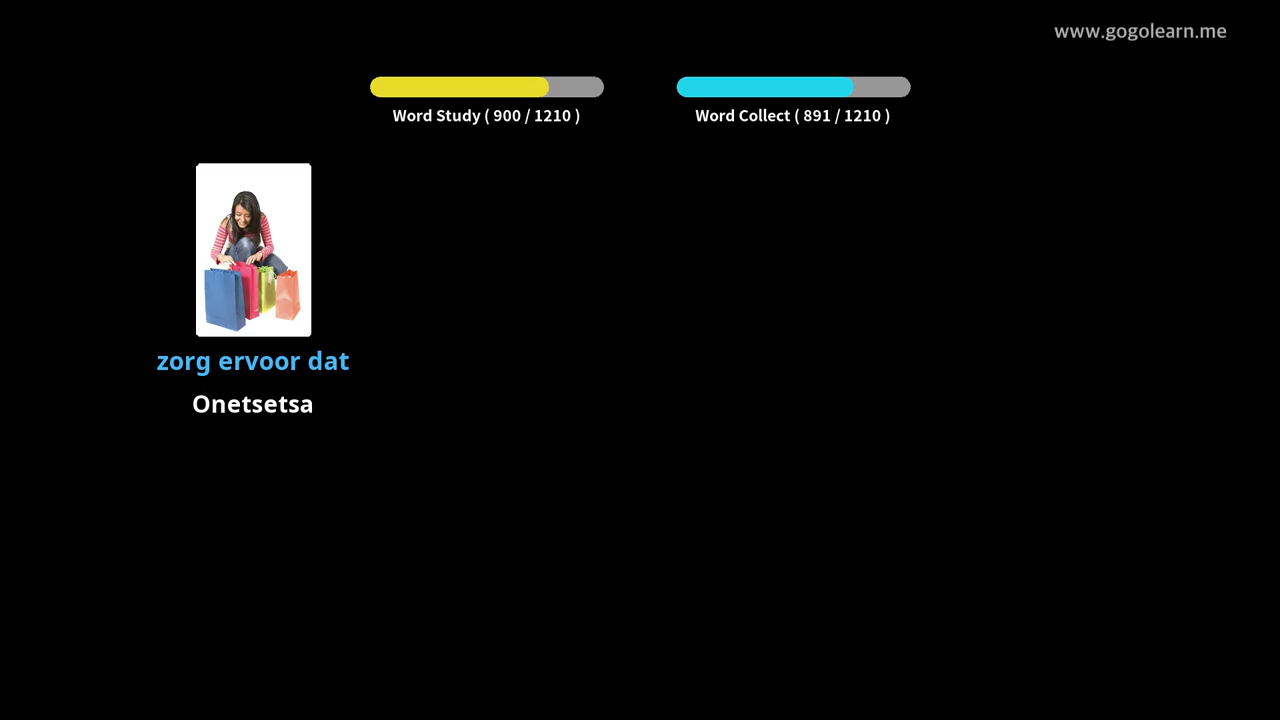 www.gogolearn.me
Word Study ( 900 / 1210 )
Word Collect ( 891 / 1210 )
zorg ervoor dat
Onetsetsa